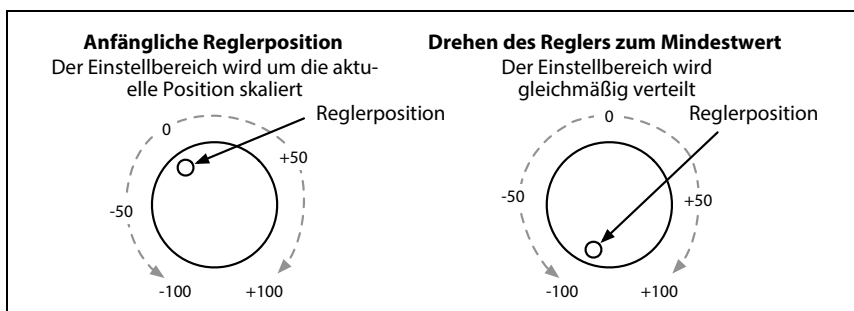 Anfängliche Reglerposition
Der Einstellbereich wird um die aktu-
elle Position skaliert
Reglerposition
0
+50
-50
-100
+100
Drehen des Reglers zum Mindestwert
Der Einstellbereich wird
gleichmäßig verteilt
0
Reglerposition
-50
+50
-100
+100